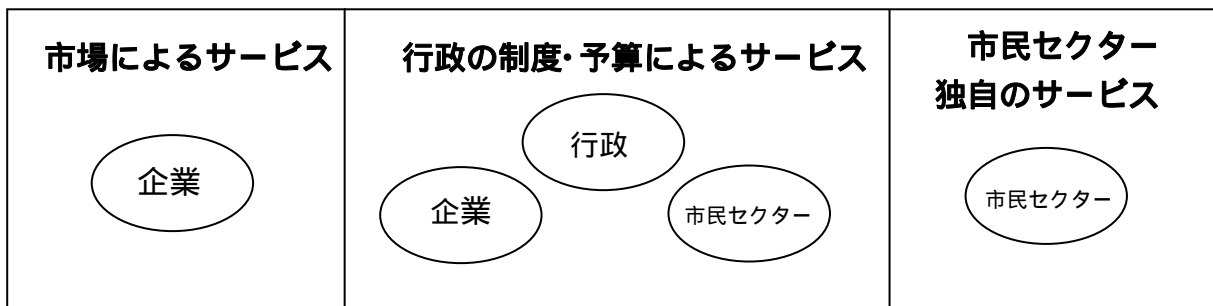 市場によるサービス
企業
行政の制度・予算によるサービス
行政
企業
市民セクター
市民セクター
独自のサービス
市民セクター